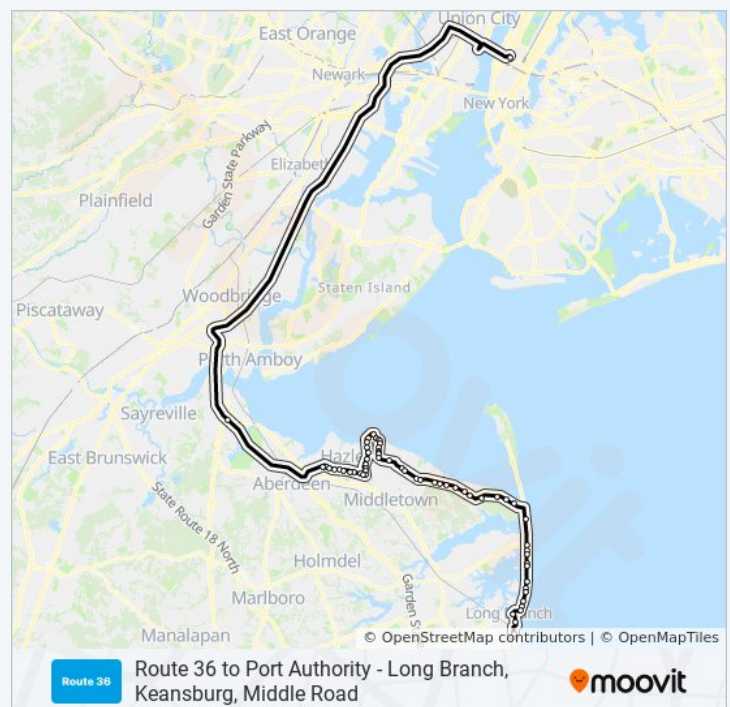 Union City
East Orange
Newark
New York
Garden State Parkway
Elizabeth
Plainfield
Woodbridge
Staten Island
Piscataway
Perth Amboy
Sayreville
East Brunswick
Hazle
Aberdeen
Middletown
State Route 18 North
Holmdel
Marlboro
Garden S
Long Branch
Manalapan
© OpenStreetMap contributors | © OpenMapTiles
Route 36
Route 36 to Port Authority - Long Branch,
Keansburg, Middle Road
moovit